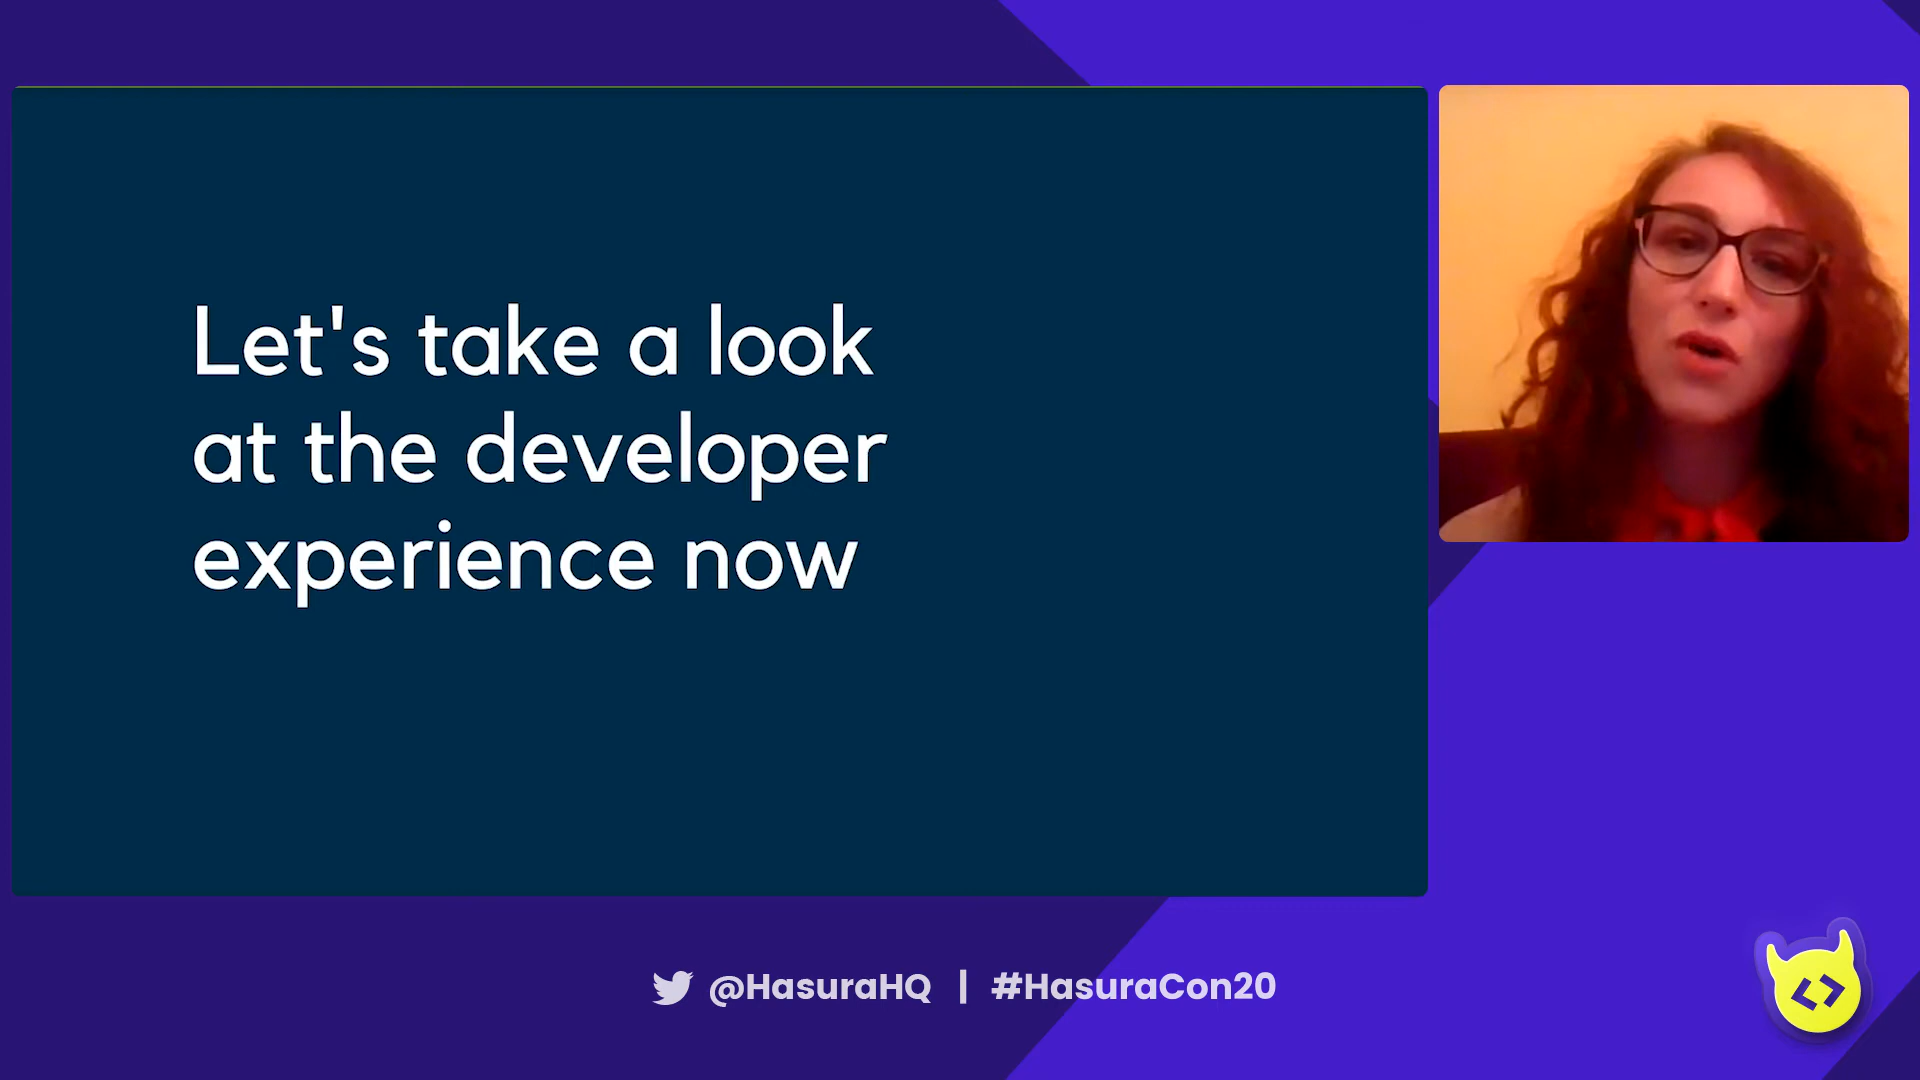 Let's take a look
at the developer
experience now
@HasuraHQ | #HasuraCon20